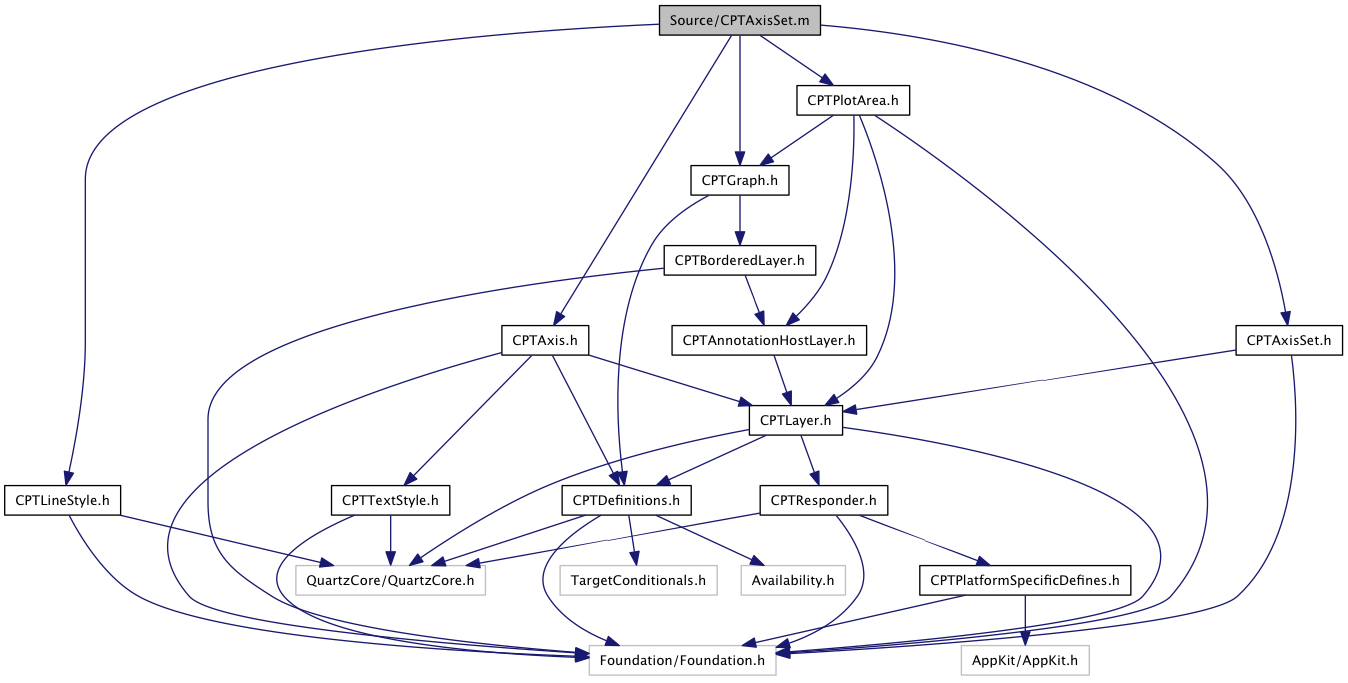 Source/CPTAxisSet.m
CPTPlotArea.h
CPTGraph.h
CPTBorderedLayer.h
CPTAxis.h
CPTAnnotationHostLayer.h
CPTAxisSet.h
CPTLayer.h
CPTLineStyle.h
CPTTextStyle.h
CPTDefinitions.h
CPTResponder.h
QuartzCore/QuartzCore.h
TargetConditionals.h
Availability.h
CPTPlatformSpecificDefines.h
Foundation/Foundation.h
AppKit/AppKit.h